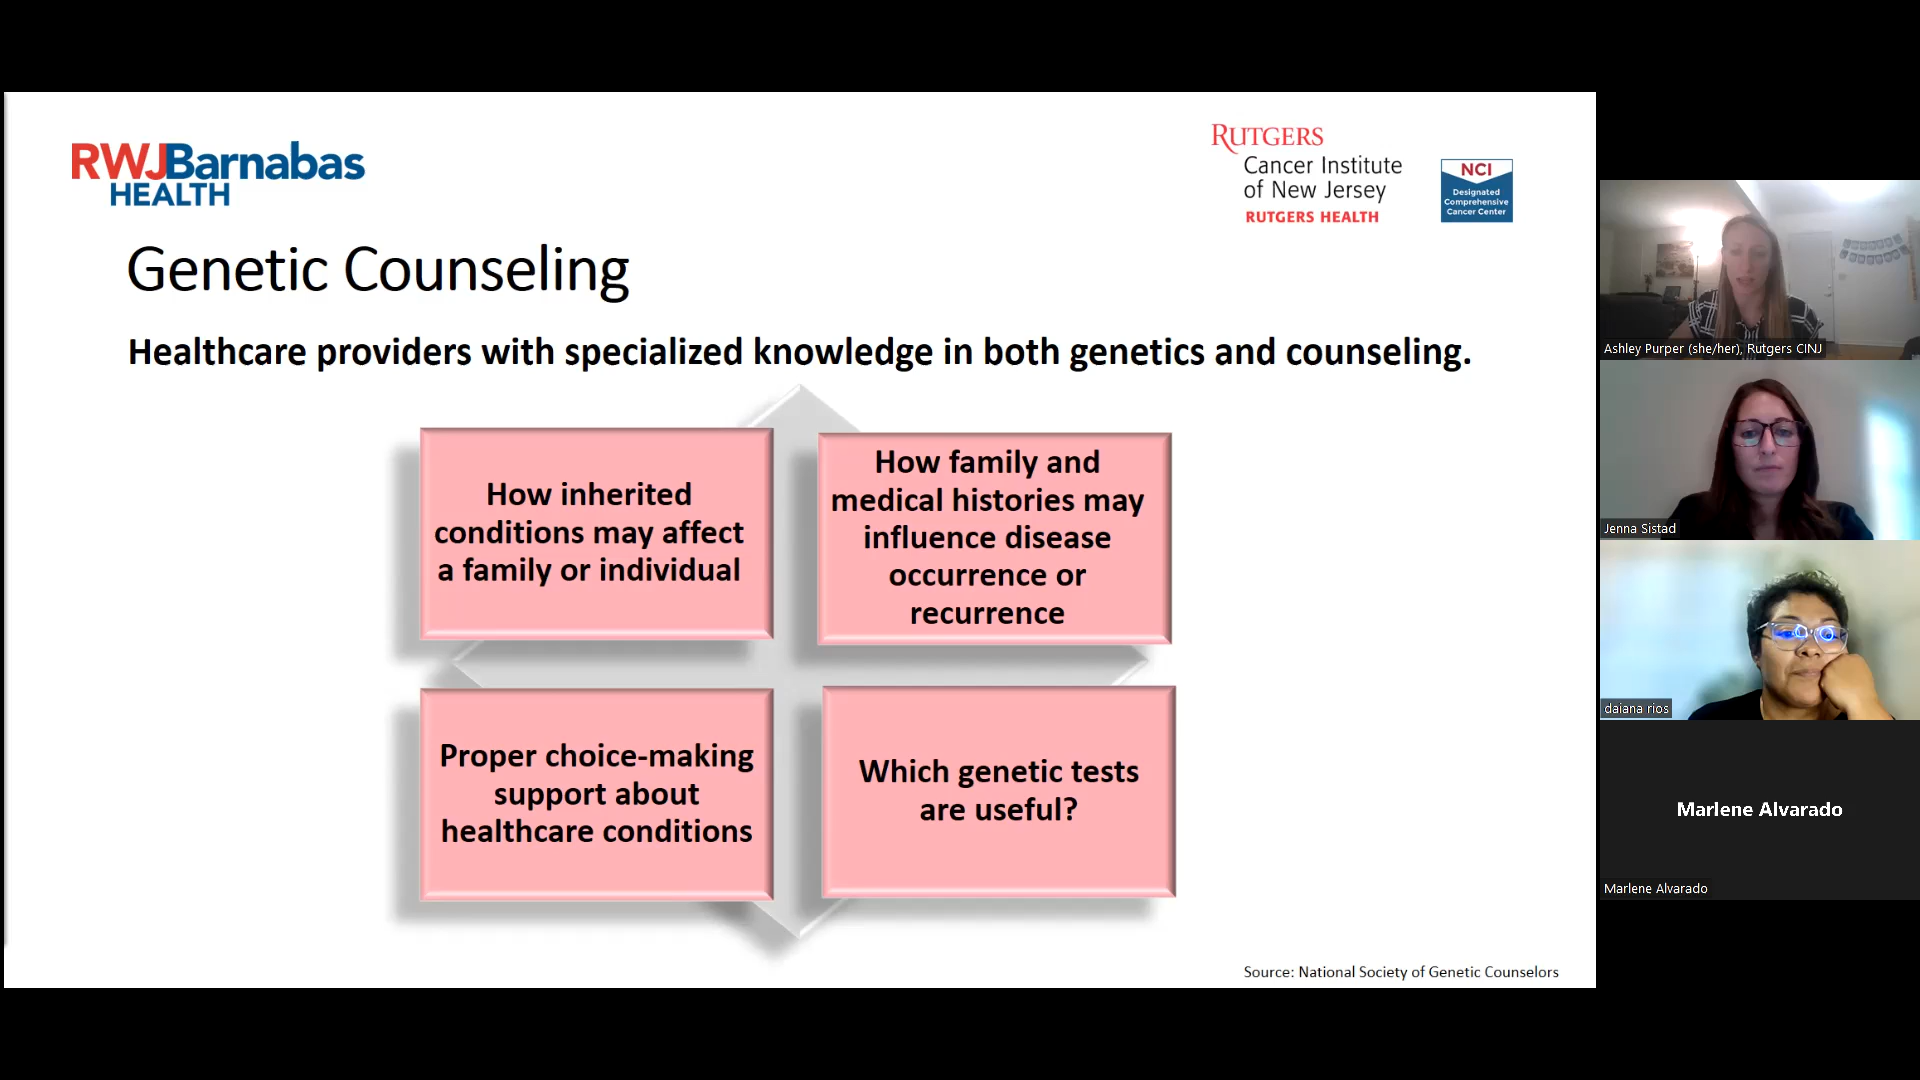 RWJBarnabas
HEALTH
RUTGERS
Cancer Institute
of New Jersey
RUTGERS HEALTH
NCI
Designated
Comprehensive
Cancer Center
Genetic Counseling
Healthcare providers with specialized knowledge in both genetics and counseling.
How inherited
conditions may affect
a family or individual
How family and
medical histories may
influence disease
occurrence or
recurrence
Proper choice-making
support about
healthcare conditions
Which genetic tests
are useful?
Source: National Society of Genetic Counselors
Ashley Purper (she/her), Rutgers CINJ
Jenna Sistad
daiana rios
Marlene Alvarado
Marlene Alvarado